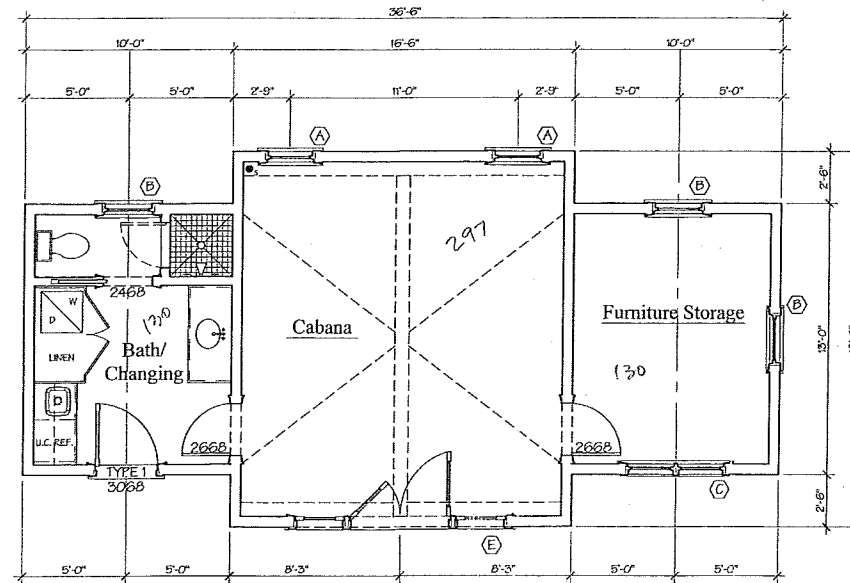 36'-6"
10'-0" 16'-6" 10'-0"
5'-0" 5'-0" 2'-9" 11'-0" 2'-9" 5'-0" 5'-0"
A A
2'-6"
S
B B
297
2468
W
D
130
Cabana
Furniture Storage
B
13'-0"
LINEN
Bath/
Changing
130
U.C. REF.
2668 2668
TYPE 1
3068
C
2'-6"
E
5'-0" 5'-0" 8'-3" 8'-3" 5'-0" 5'-0"